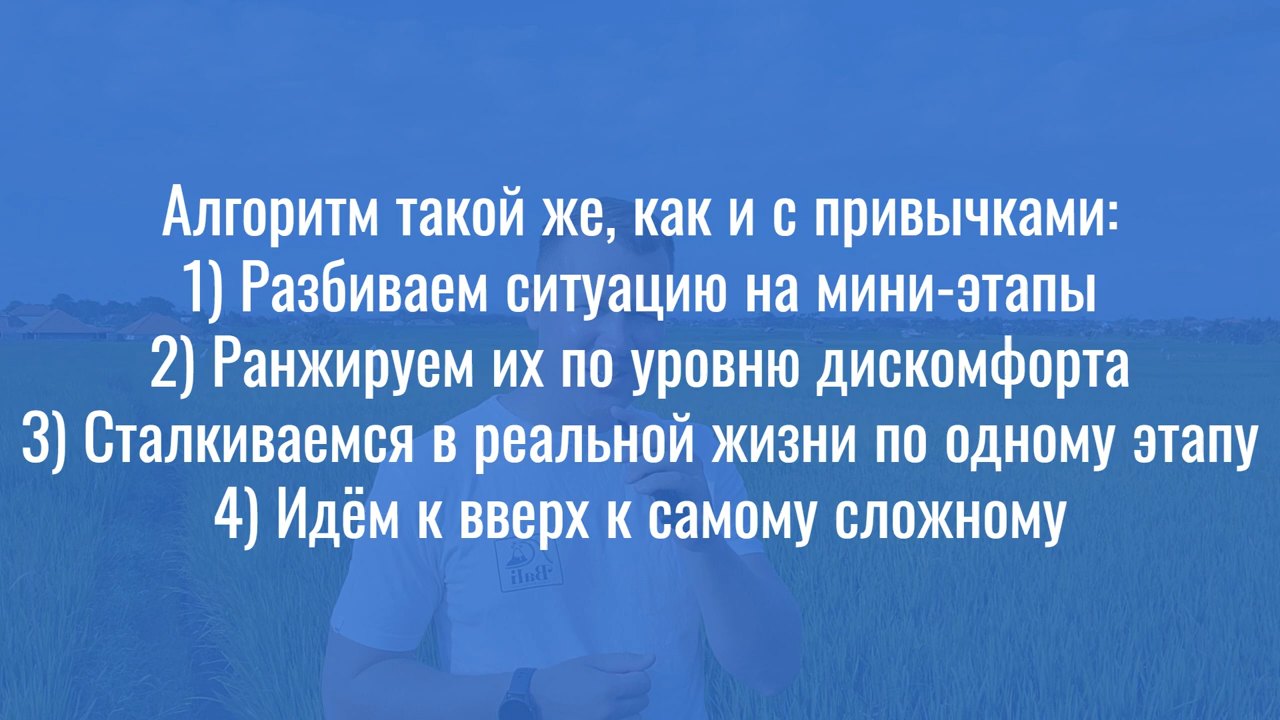 Алгоритм такой же, как и с привычками:
1) Разбиваем ситуацию на мини-этапы
2) Ранжируем их по уровню дискомфорта
3) Сталкиваемся в реальной жизни по одному этапу
4) Идём к вверх к самому сложному
Bali